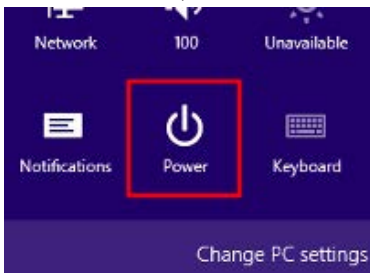 Network 100 Unavailable
Notifications Power Keyboard
Change PC settings